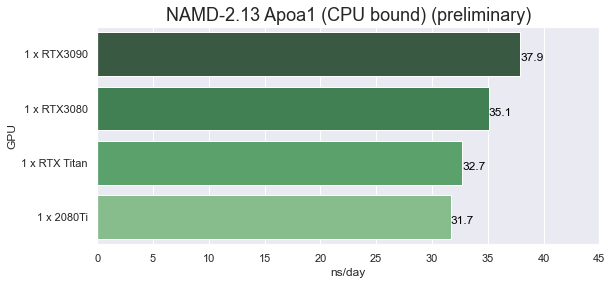 NAMD-2.13 Apoa1 (CPU bound) (preliminary)
1 x RTX3090
37.9
1 x RTX3080
35.1
GPU
1 x RTX Titan
32.7
1 x 2080Ti
31.7
0 5 10 15 20 25 30 35 40 45
ns/day